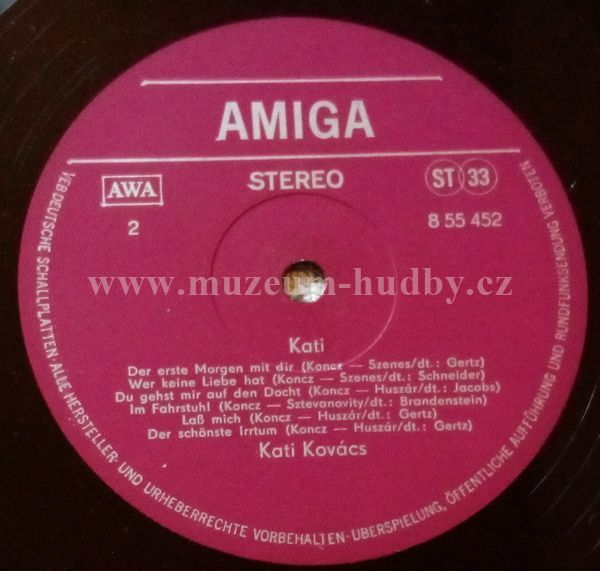 AMIGA
AWA
STEREO
ST 33
2
8 55 452
www.muzeum-hudby.cz
Kati
Der erste Morgen mit dir (Koncz — Szenes/dt.: Gertz)
Wer keine Liebe hat (Koncz — Szenes/dt.: Schneider)
Du gehst mir auf den Docht (Koncz — Huszár/dt.: Jacobs)
Im Fahrstuhl (Koncz — Sztevanovity/dt.: Brandenstein)
Laß mich (Koncz — Huszár/dt.: Gertz)
Der schönste Irrtum (Koncz — Huszár/dt.: Gertz)
Kati Kovács
VEB DEUTSCHE SCHALLPLATTEN · ALLE HERSTELLER- UND URHEBERRECHTE VORBEHALTEN · ÜBERSPIELUNG, ÖFFENTLICHE AUFFÜHRUNG UND RUNDFUNKSENDUNG VERBOTEN